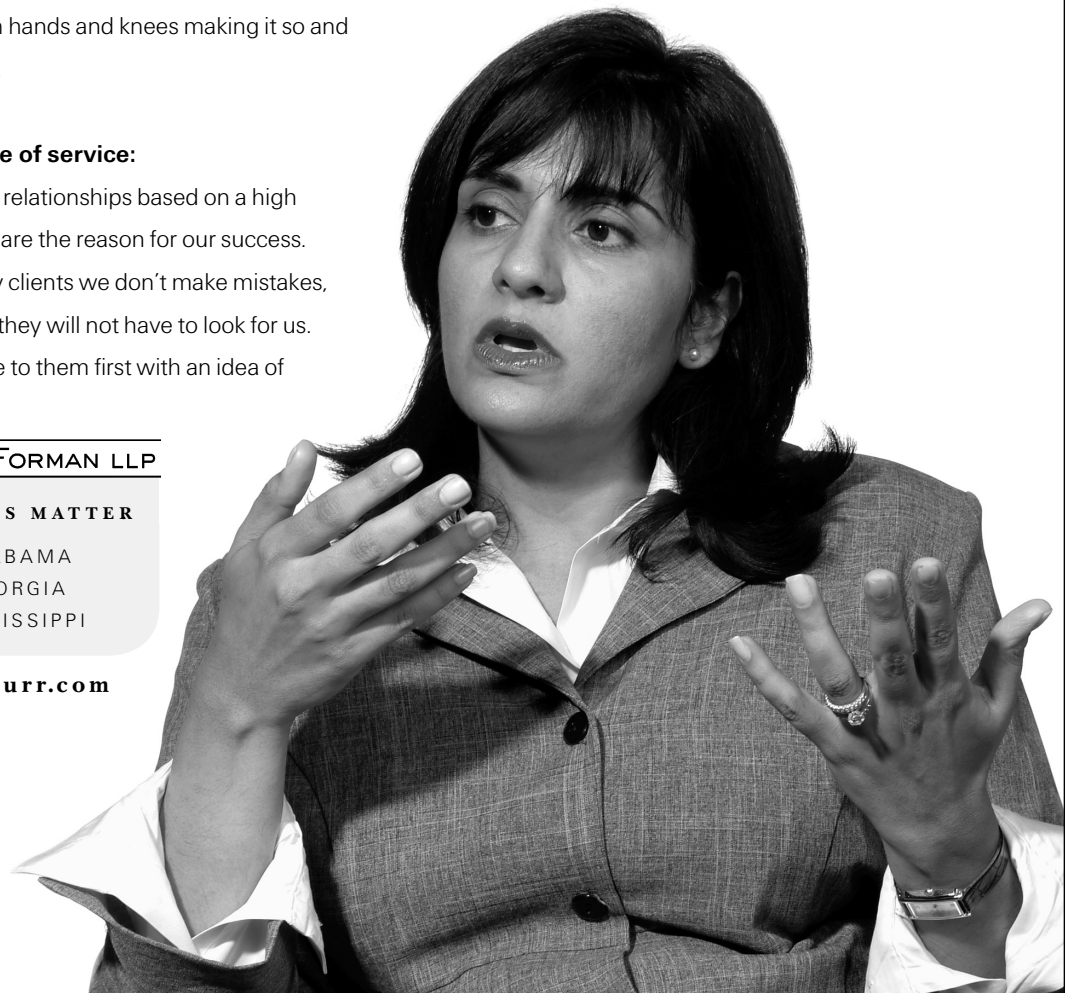 hands and knees making it so and
e of service:
relationships based on a high
are the reason for our success.
clients we don’t make mistakes,
they will not have to look for us.
e to them first with an idea of
FORMAN LLP
S MATTER
ABAMA
ORGIA
ISSIPPI
urr.com